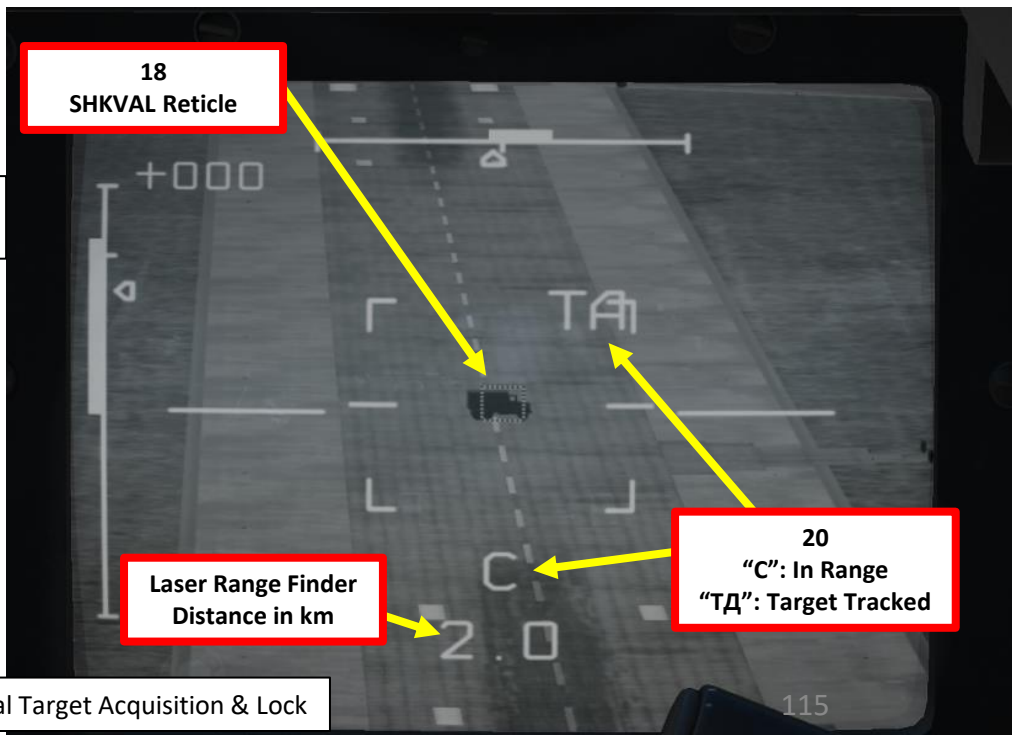 18
SHKVAL Reticle
+000
TA
20
"C": In Range
"ТД": Target Tracked
C
Laser Range Finder
Distance in km
2.0
al Target Acquisition & Lock
115